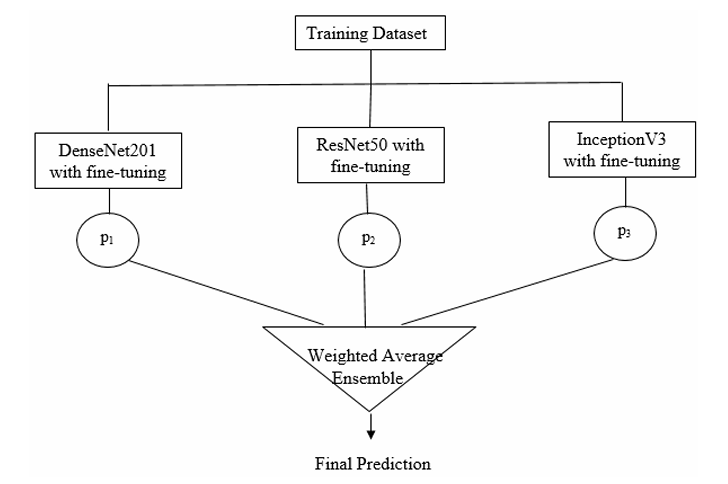 Training Dataset
DenseNet201
with fine-tuning
ResNet50 with
fine-tuning
InceptionV3
with fine-tuning
p₁
p₂
p₃
Weighted Average
Ensemble
Final Prediction